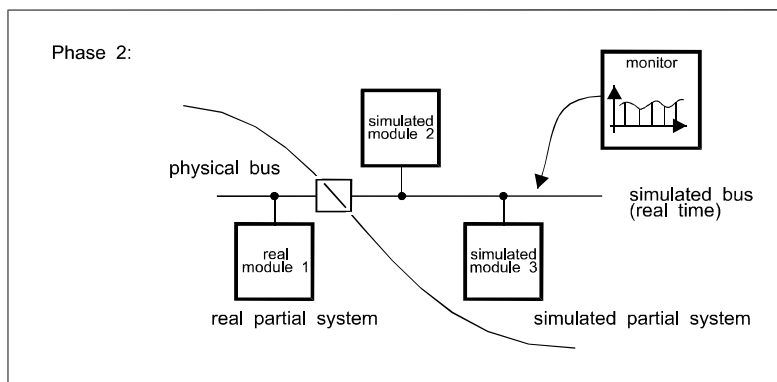 Phase 2:
monitor
simulated
module 2
physical bus
simulated bus
(real time)
real
module 1
simulated
module 3
real partial system
simulated partial system